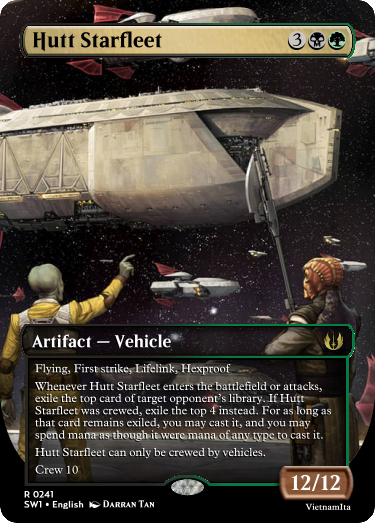 Hutt Starfleet 3
Artifact — Vehicle
Flying, First strike, Lifelink, Hexproof
Whenever Hutt Starfleet enters the battlefield or attacks,
exile the top card of target opponent's library. If Hutt
Starfleet was crewed, exile the top 4 instead. For as long as
that card remains exiled, you may cast it, and you may
spend mana as though it were mana of any type to cast it.
Hutt Starfleet can only be crewed by vehicles.
Crew 10
12/12
R 0241
SW1 • English Darran Tan
VietnamIta